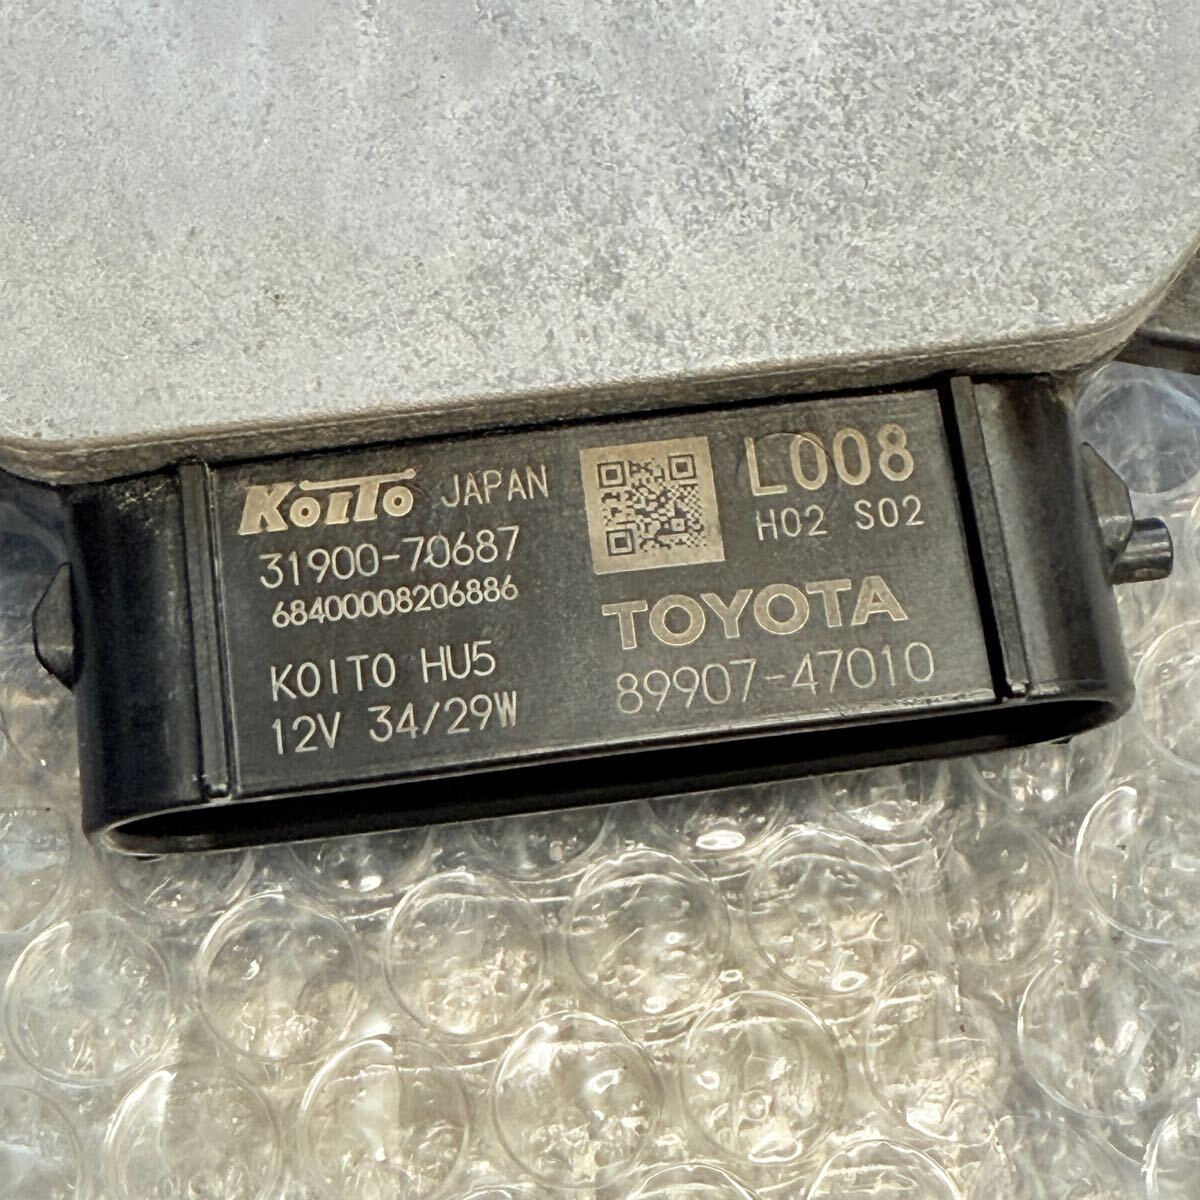 KOITO JAPAN
31900-70687
68400008206886
KOITO HU5
12V 34/29W
L008
H02 S02
TOYOTA
89907-47010